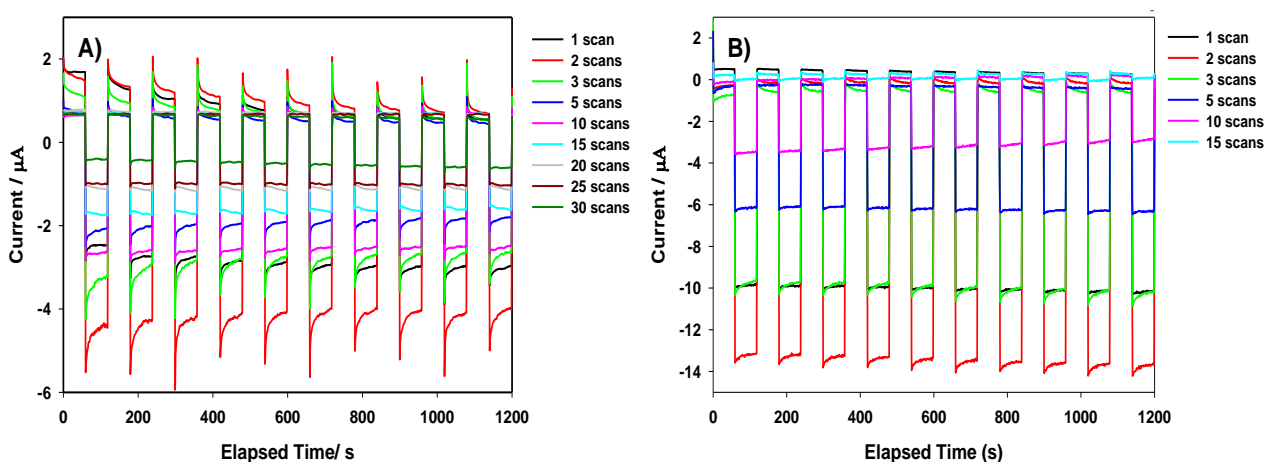 A)
Current / µA
2
0
-2
-4
-6
0 200 400 600 800 1000 1200
Elapsed Time/ s
1 scan
2 scans
3 scans
5 scans
10 scans
15 scans
20 scans
25 scans
30 scans
B)
Current / µA
2
0
-2
-4
-6
-8
-10
-12
-14
0 200 400 600 800 1000 1200
Elapsed Time (s)
1 scan
2 scans
3 scans
5 scans
10 scans
15 scans